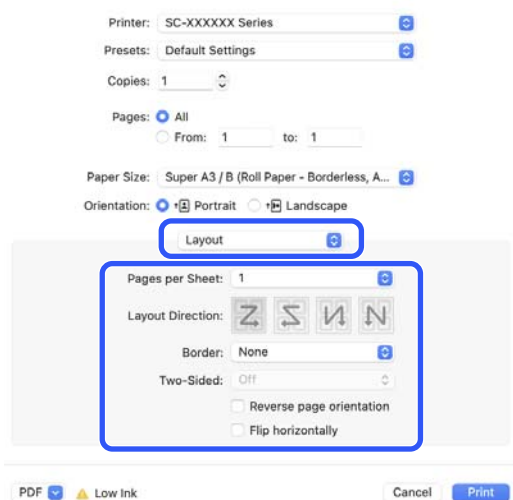 Printer: SC-XXXXXX Series
Presets: Default Settings
Copies: 1
Pages: All
From: 1 to: 1
Paper Size: Super A3 / B (Roll Paper - Borderless, A...
Orientation: Portrait Landscape
Layout
Pages per Sheet: 1
Layout Direction:
Border: None
Two-Sided: Off
Reverse page orientation
Flip horizontally
PDF Low Ink Cancel Print